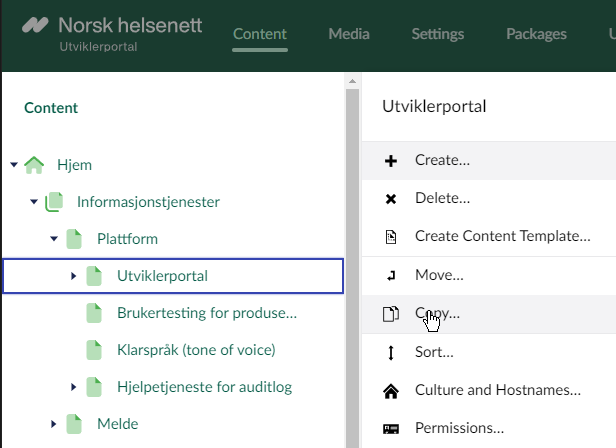 Norsk helsenett
Utviklerportal
Content
Media
Settings
Packages
Content
Hjem
Informasjonstjenester
Plattform
Utviklerportal
Brukertesting for produse...
Klarspråk (tone of voice)
Hjelpetjeneste for auditlog
Melde
Utviklerportal
Create...
Delete...
Create Content Template...
Move...
Copy...
Sort...
Culture and Hostnames...
Permissions...